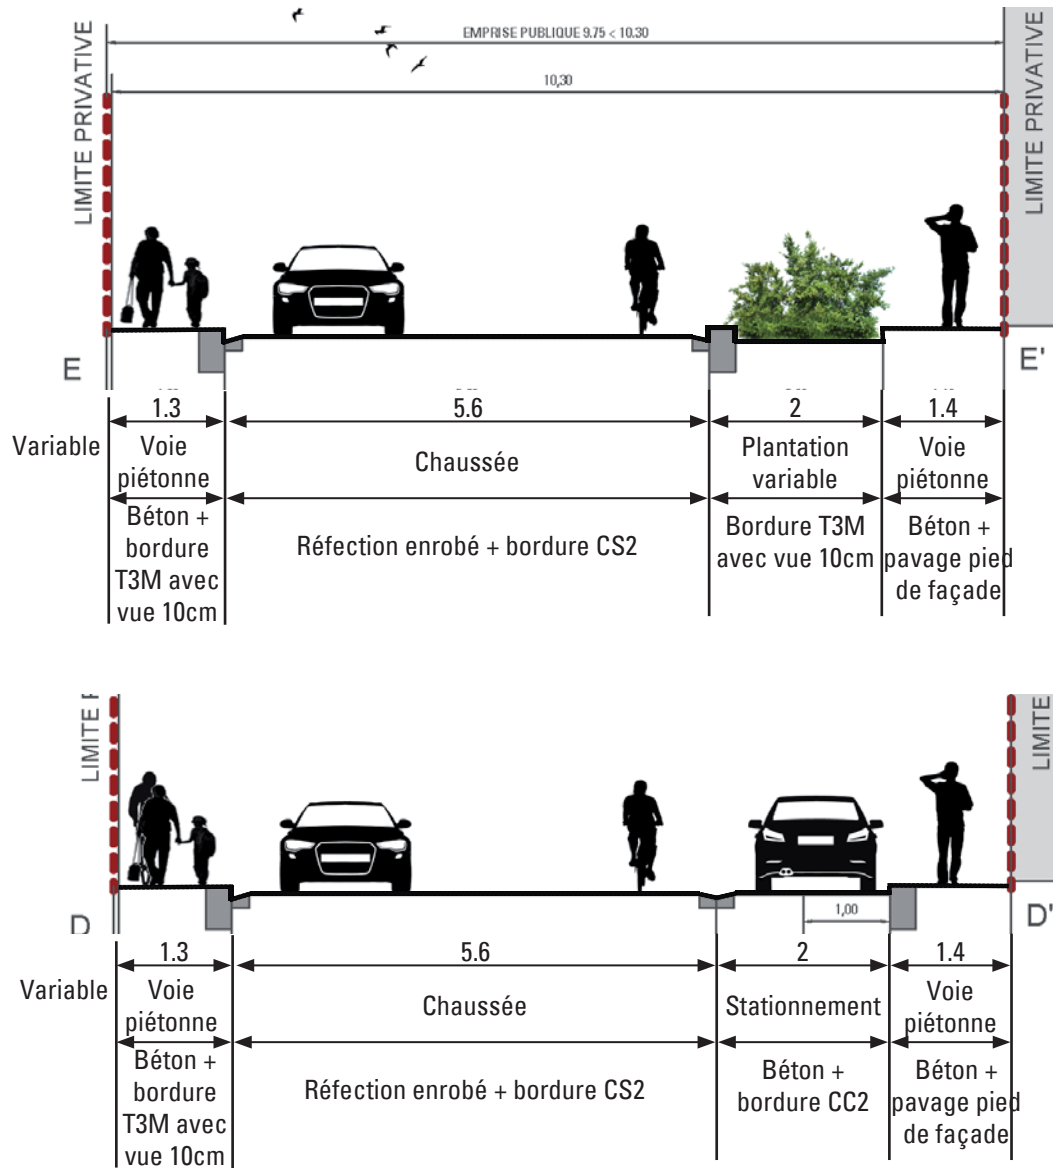 EMPRISE PUBLIQUE 9.75 < 10.30
10,30
LIMITE PRIVATIVE
LIMITE PRIVATIVE
E
E'
1.3
5.6
2
1.4
Variable
Voie
piétonne
Chaussée
Plantation
variable
Voie
piétonne
Béton +
bordure
T3M avec
vue 10cm
Réfection enrobé + bordure CS2
Bordure T3M
avec vue 10cm
Béton +
pavage pied
de façade
LIMITE
LIMITE
D
D'
1,00
1.3
5.6
2
1.4
Variable
Voie
piétonne
Chaussée
Stationnement
Voie
piétonne
Béton +
bordure
T3M avec
vue 10cm
Réfection enrobé + bordure CS2
Béton +
bordure CC2
Béton +
pavage pied
de façade